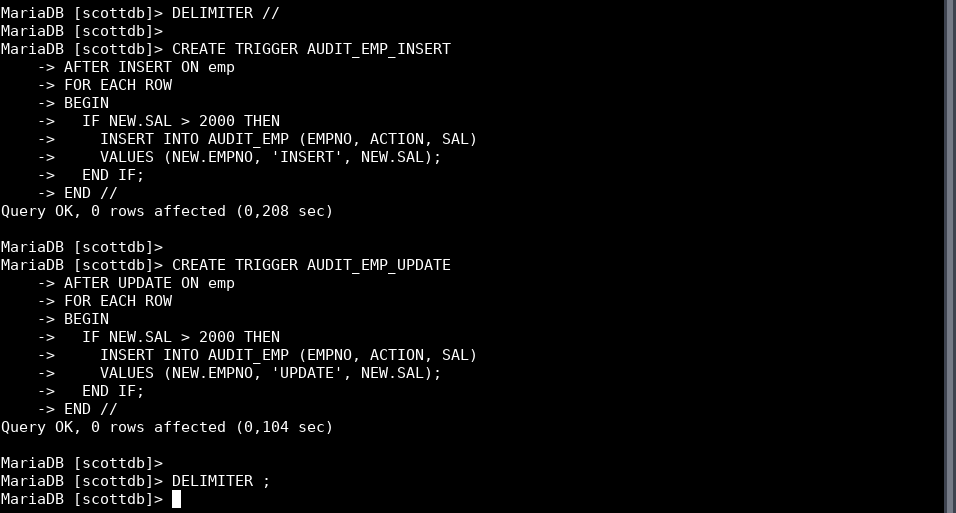 MariaDB [scottdb]> DELIMITER //
MariaDB [scottdb]>
MariaDB [scottdb]> CREATE TRIGGER AUDIT_EMP_INSERT
    -> AFTER INSERT ON emp
    -> FOR EACH ROW
    -> BEGIN
    ->   IF NEW.SAL > 2000 THEN
    ->     INSERT INTO AUDIT_EMP (EMPNO, ACTION, SAL)
    ->     VALUES (NEW.EMPNO, 'INSERT', NEW.SAL);
    ->   END IF;
    -> END //
Query OK, 0 rows affected (0,208 sec)

MariaDB [scottdb]>
MariaDB [scottdb]> CREATE TRIGGER AUDIT_EMP_UPDATE
    -> AFTER UPDATE ON emp
    -> FOR EACH ROW
    -> BEGIN
    ->   IF NEW.SAL > 2000 THEN
    ->     INSERT INTO AUDIT_EMP (EMPNO, ACTION, SAL)
    ->     VALUES (NEW.EMPNO, 'UPDATE', NEW.SAL);
    ->   END IF;
    -> END //
Query OK, 0 rows affected (0,104 sec)

MariaDB [scottdb]>
MariaDB [scottdb]> DELIMITER ;
MariaDB [scottdb]>